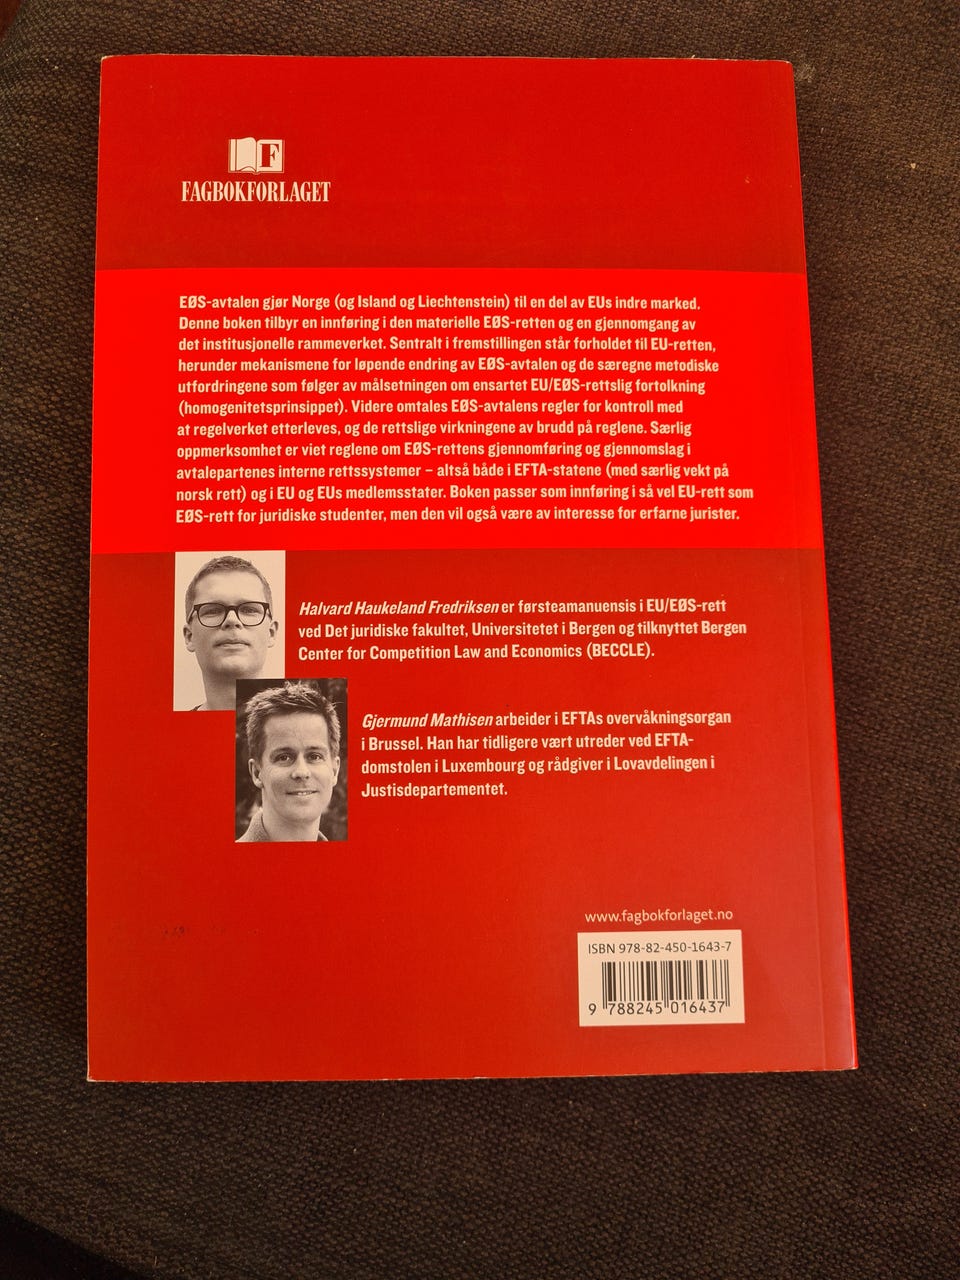 F
FAGBOKFORLAGET
EØS-avtalen gjør Norge (og Island og Liechtenstein) til en del av EUs indre marked.
Denne boken tilbyr en innføring i den materielle EØS-retten og en gjennomgang av
det institusjonelle rammeverket. Sentralt i fremstillingen står forholdet til EU-retten,
herunder mekanismene for løpende endring av EØS-avtalen og de særegne metodiske
utfordringene som følger av målsetningen om ensartet EU/EØS-rettslig fortolkning
(homogenitetsprinsippet). Videre omtales EØS-avtalens regler for kontroll med
at regelverket etterleves, og de rettslige virkningene av brudd på reglene. Særlig
oppmerksomhet er viet reglene om EØS-rettens gjennomføring og gjennomslag i
avtalepartenes interne rettssystemer – altså både i EFTA-statene (med særlig vekt på
norsk rett) og i EU og EUs medlemsstater. Boken passer som innføring i så vel EU-rett som
EØS-rett for juridiske studenter, men den vil også være av interesse for erfarne jurister.
Halvard Haukeland Fredriksen er førsteamanuensis i EU/EØS-rett
ved Det juridiske fakultet, Universitetet i Bergen og tilknyttet Bergen
Center for Competition Law and Economics (BECCLE).
Gjermund Mathisen arbeider i EFTAs overvåkningsorgan
i Brussel. Han har tidligere vært utreder ved EFTA-
domstolen i Luxembourg og rådgiver i Lovavdelingen i
Justisdepartementet.
www.fagbokforlaget.no
ISBN 978-82-450-1643-7
9 788245 016437